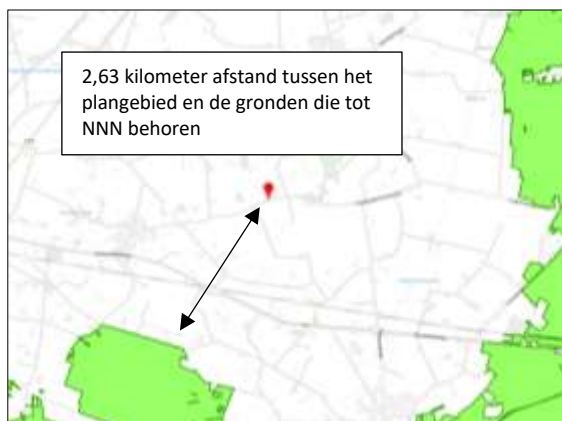 2,63 kilometer afstand tussen het
plangebied en de gronden die tot
NNN behoren